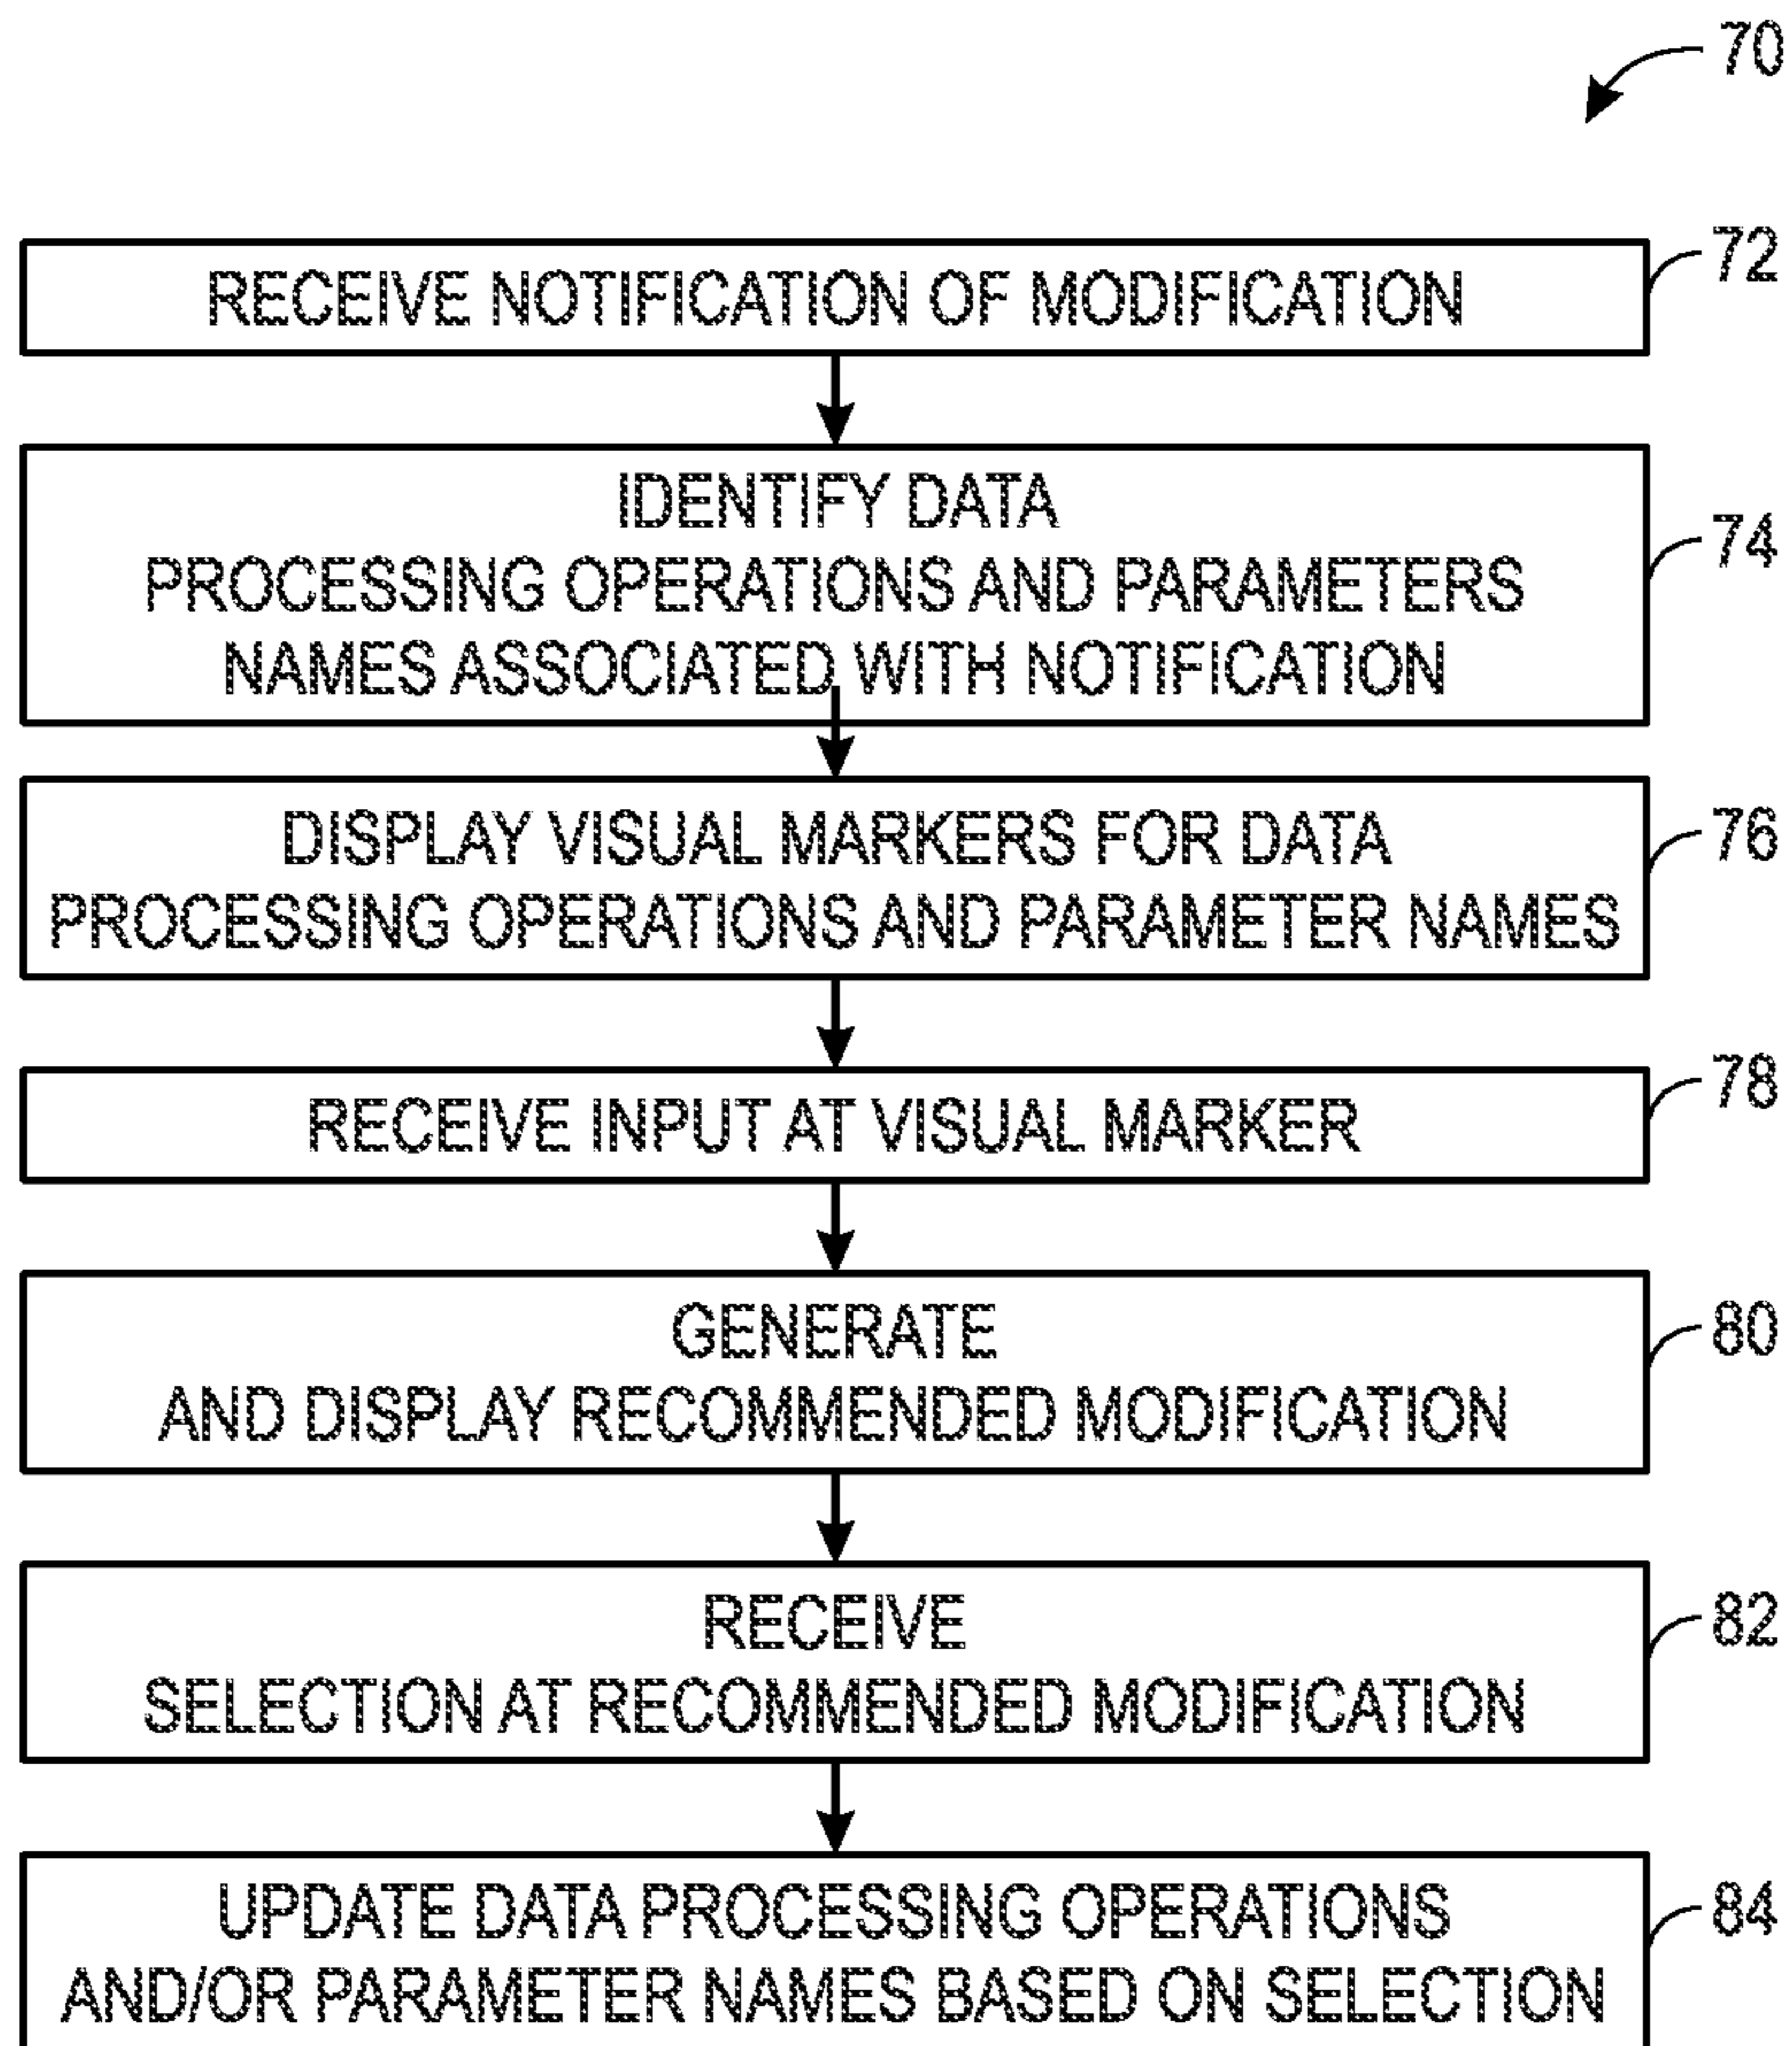 70
RECEIVE NOTIFICATION OF MODIFICATION
72
IDENTIFY DATA
PROCESSING OPERATIONS AND PARAMETERS
NAMES ASSOCIATED WITH NOTIFICATION
74
DISPLAY VISUAL MARKERS FOR DATA
PROCESSING OPERATIONS AND PARAMETER NAMES
76
RECEIVE INPUT AT VISUAL MARKER
78
GENERATE
AND DISPLAY RECOMMENDED MODIFICATION
80
RECEIVE
SELECTION AT RECOMMENDED MODIFICATION
82
UPDATE DATA PROCESSING OPERATIONS
AND/OR PARAMETER NAMES BASED ON SELECTION
84